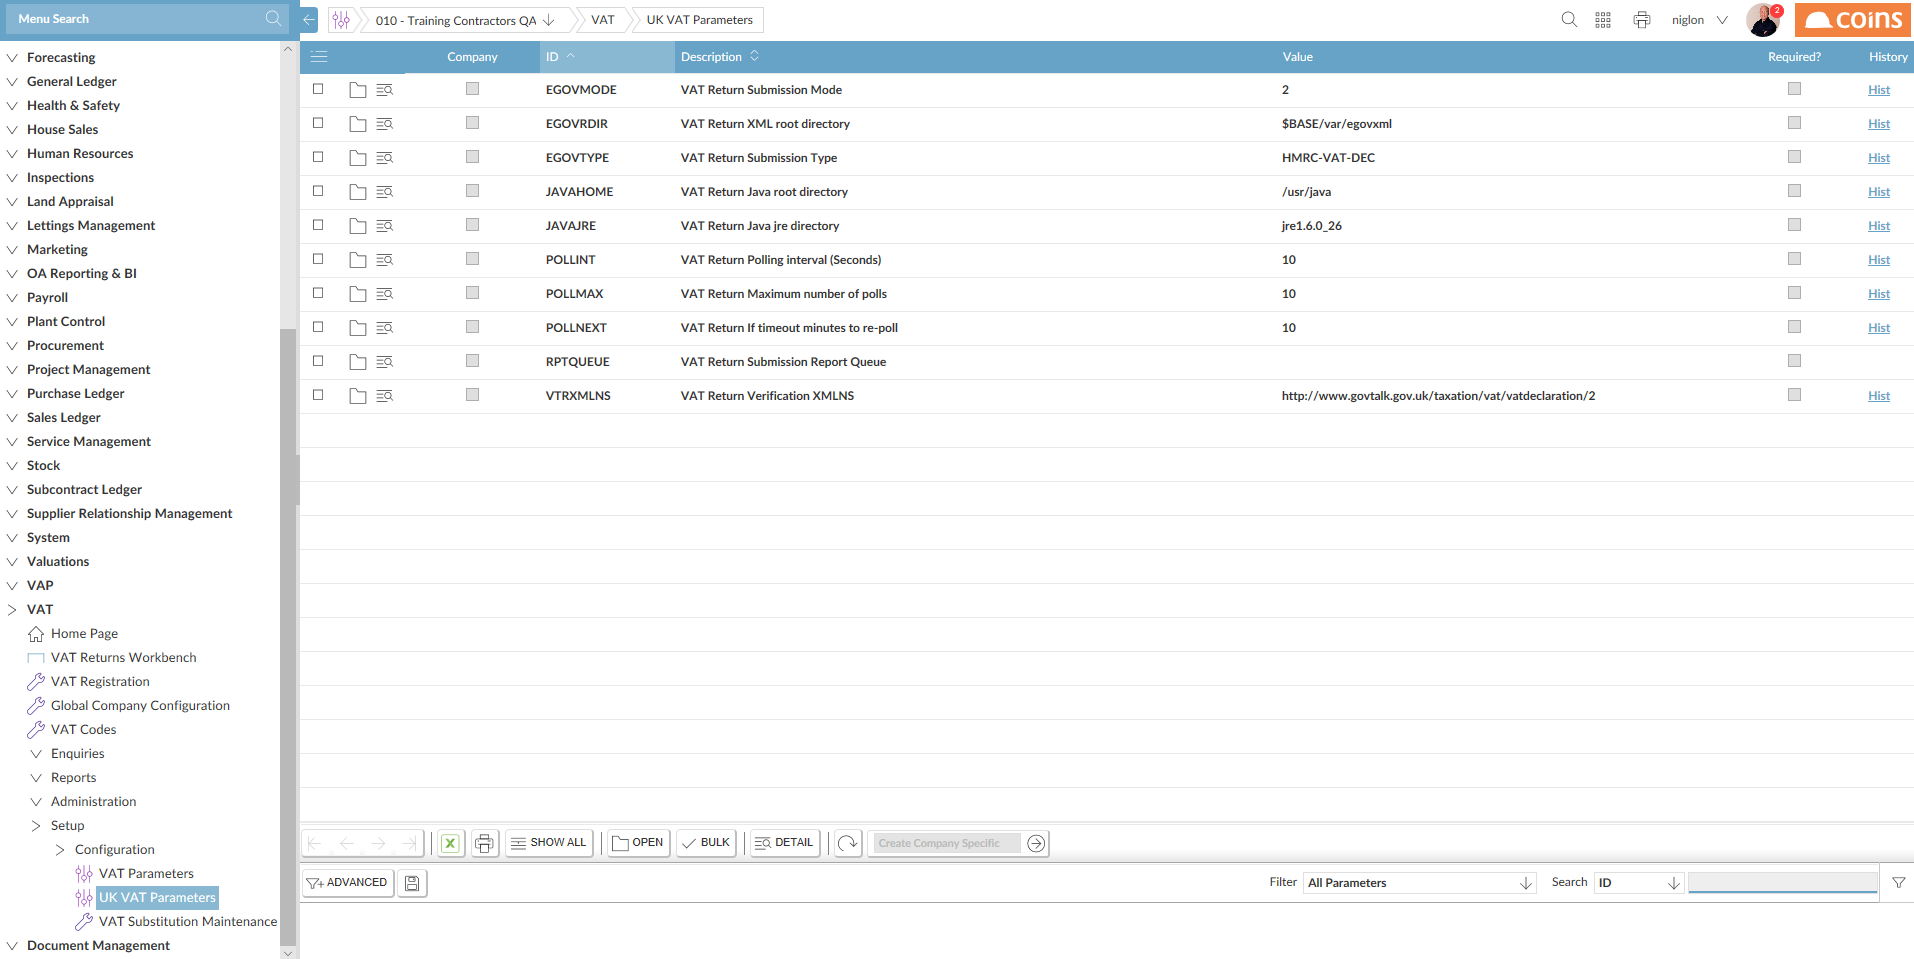 Menu Search
010 - Training Contractors QA
VAT
UK VAT Parameters
niglon
2
coins
Forecasting
General Ledger
Health & Safety
House Sales
Human Resources
Inspections
Land Appraisal
Lettings Management
Marketing
OA Reporting & BI
Payroll
Plant Control
Procurement
Project Management
Purchase Ledger
Sales Ledger
Service Management
Stock
Subcontract Ledger
Supplier Relationship Management
System
Valuations
VAP
VAT
Home Page
VAT Returns Workbench
VAT Registration
Global Company Configuration
VAT Codes
Enquiries
Reports
Administration
Setup
Configuration
VAT Parameters
UK VAT Parameters
VAT Substitution Maintenance
Document Management
Company ID Description Value Required? History
EGOVMODE VAT Return Submission Mode 2 Hist
EGOVRDIR VAT Return XML root directory $BASE/var/egovxml Hist
EGOVTYPE VAT Return Submission Type HMRC-VAT-DEC Hist
JAVAHOME VAT Return Java root directory /usr/java Hist
JAVAJRE VAT Return Java jre directory jre1.6.0_26 Hist
POLLINT VAT Return Polling interval (Seconds) 10 Hist
POLLMAX VAT Return Maximum number of polls 10 Hist
POLLNEXT VAT Return If timeout minutes to re-poll 10 Hist
RPTQUEUE VAT Return Submission Report Queue
VTRXMLNS VAT Return Verification XMLNS http://www.govtalk.gov.uk/taxation/vat/vatdeclaration/2 Hist
SHOW ALL OPEN BULK DETAIL Create Company Specific
ADVANCED Filter All Parameters Search ID